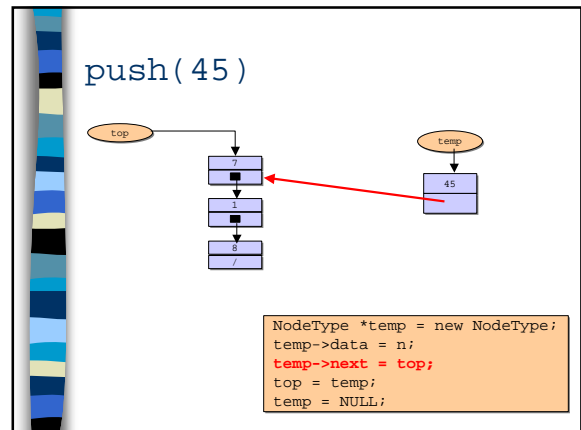 push(45)
top
temp
7
45
1
8
/
NodeType *temp = new NodeType;
temp->data = n;
temp->next = top;
top = temp;
temp = NULL;